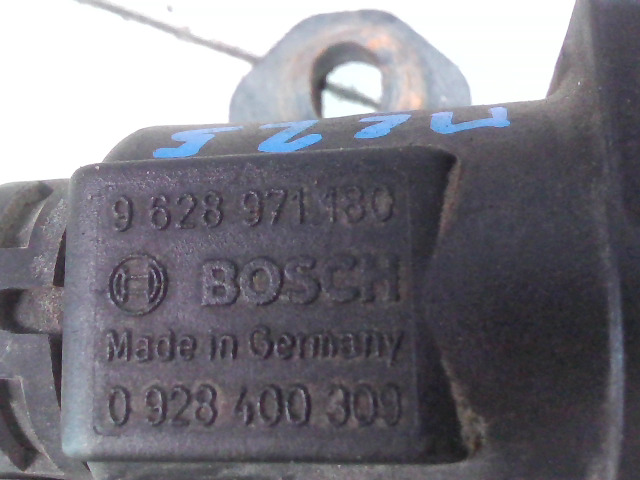 9 628 971 180
BOSCH
Made in Germany
0 928 400 309